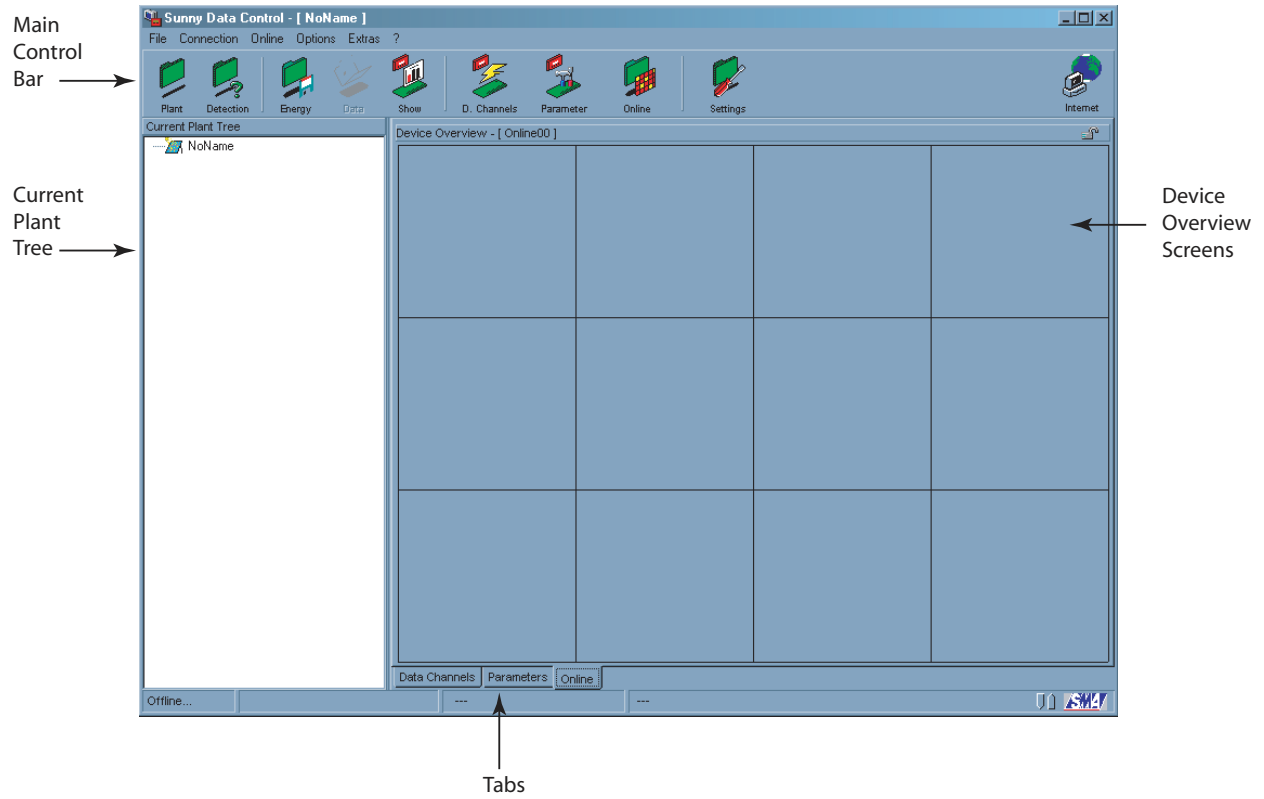 Main
Control
Bar
Sunny Data Control - [ NoName ]
File Connection Online Options Extras ?
Plant Detection Energy Data Show D. Channels Parameter Online Settings Internet
Current Plant Tree
NoName
Device Overview - [ Online00 ]
Current
Plant
Tree
Device
Overview
Screens
Data Channels Parameters Online
Offline... --- --- SMA
Tabs